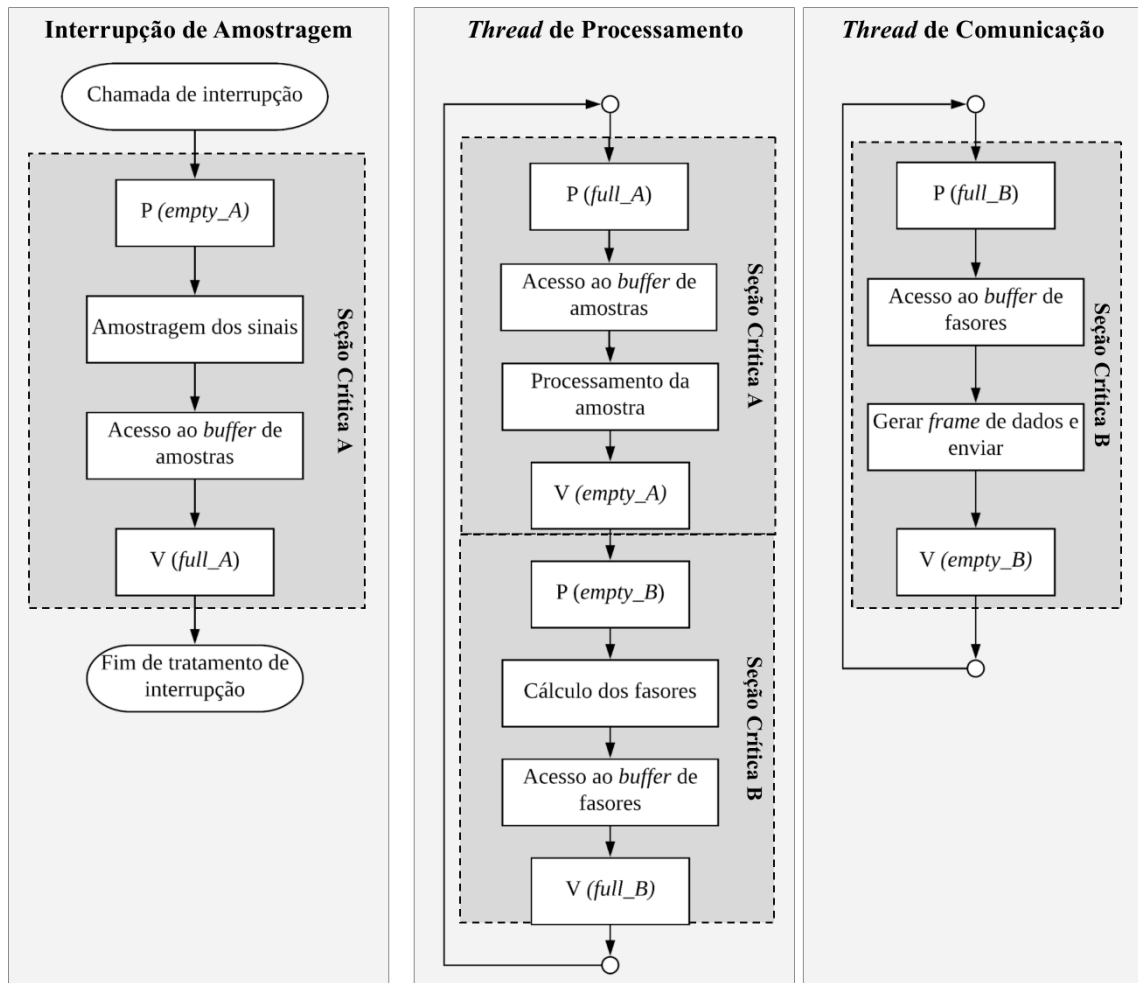 Interrupção de Amostragem
Chamada de interrupção
P (empty_A)
Amostragem dos sinais
Acesso ao buffer de
amostras
V (full_A)
Seção Crítica A
Fim de tratamento de
interrupção
Thread de Processamento
P (full_A)
Acesso ao buffer de
amostras
Processamento da
amostra
V (empty_A)
Seção Crítica A
P (empty_B)
Cálculo dos fasores
Acesso ao buffer de
fasores
V (full_B)
Seção Crítica B
Thread de Comunicação
P (full_B)
Acesso ao buffer de
fasores
Gerar frame de dados e
enviar
V (empty_B)
Seção Crítica B